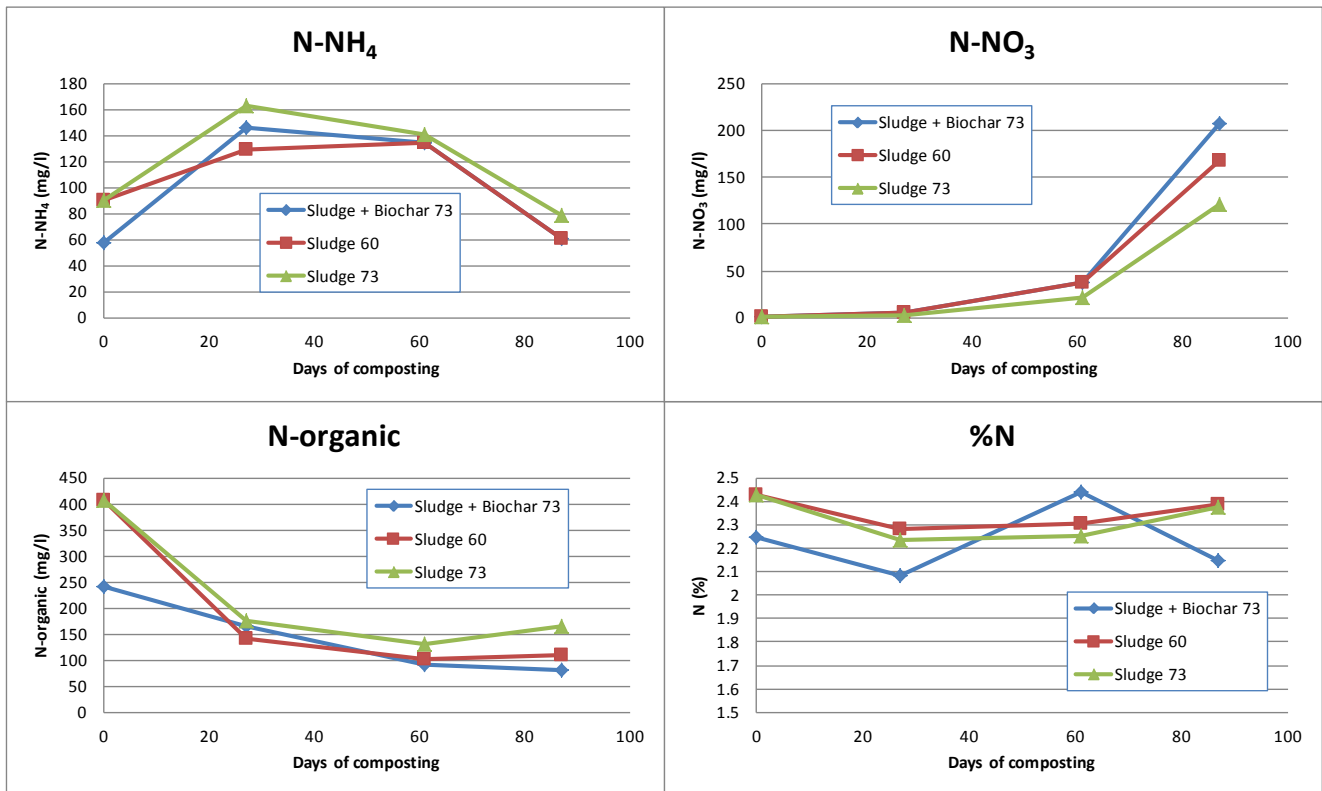 N-NH₄
N-NH₄ (mg/l)
180
160
140
120
100
80
60
40
20
0
Sludge + Biochar 73
Sludge 60
Sludge 73
0 20 40 60 80 100
Days of composting
N-NO₃
N-NO₃ (mg/l)
250
200
150
100
50
0
Sludge + Biochar 73
Sludge 60
Sludge 73
0 20 40 60 80 100
Days of composting
N-organic
N-organic (mg/l)
450
400
350
300
250
200
150
100
50
0
Sludge + Biochar 73
Sludge 60
Sludge 73
0 20 40 60 80 100
Days of composting
%N
N (%)
2.5
2.4
2.3
2.2
2.1
2
1.9
1.8
1.7
1.6
1.5
Sludge + Biochar 73
Sludge 60
Sludge 73
0 20 40 60 80 100
Days of composting